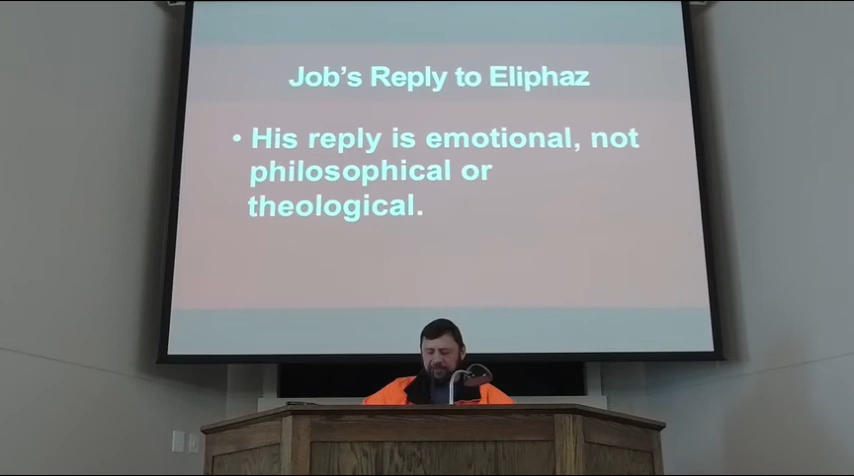 Job's Reply to Eliphaz
• His reply is emotional, not
philosophical or
theological.